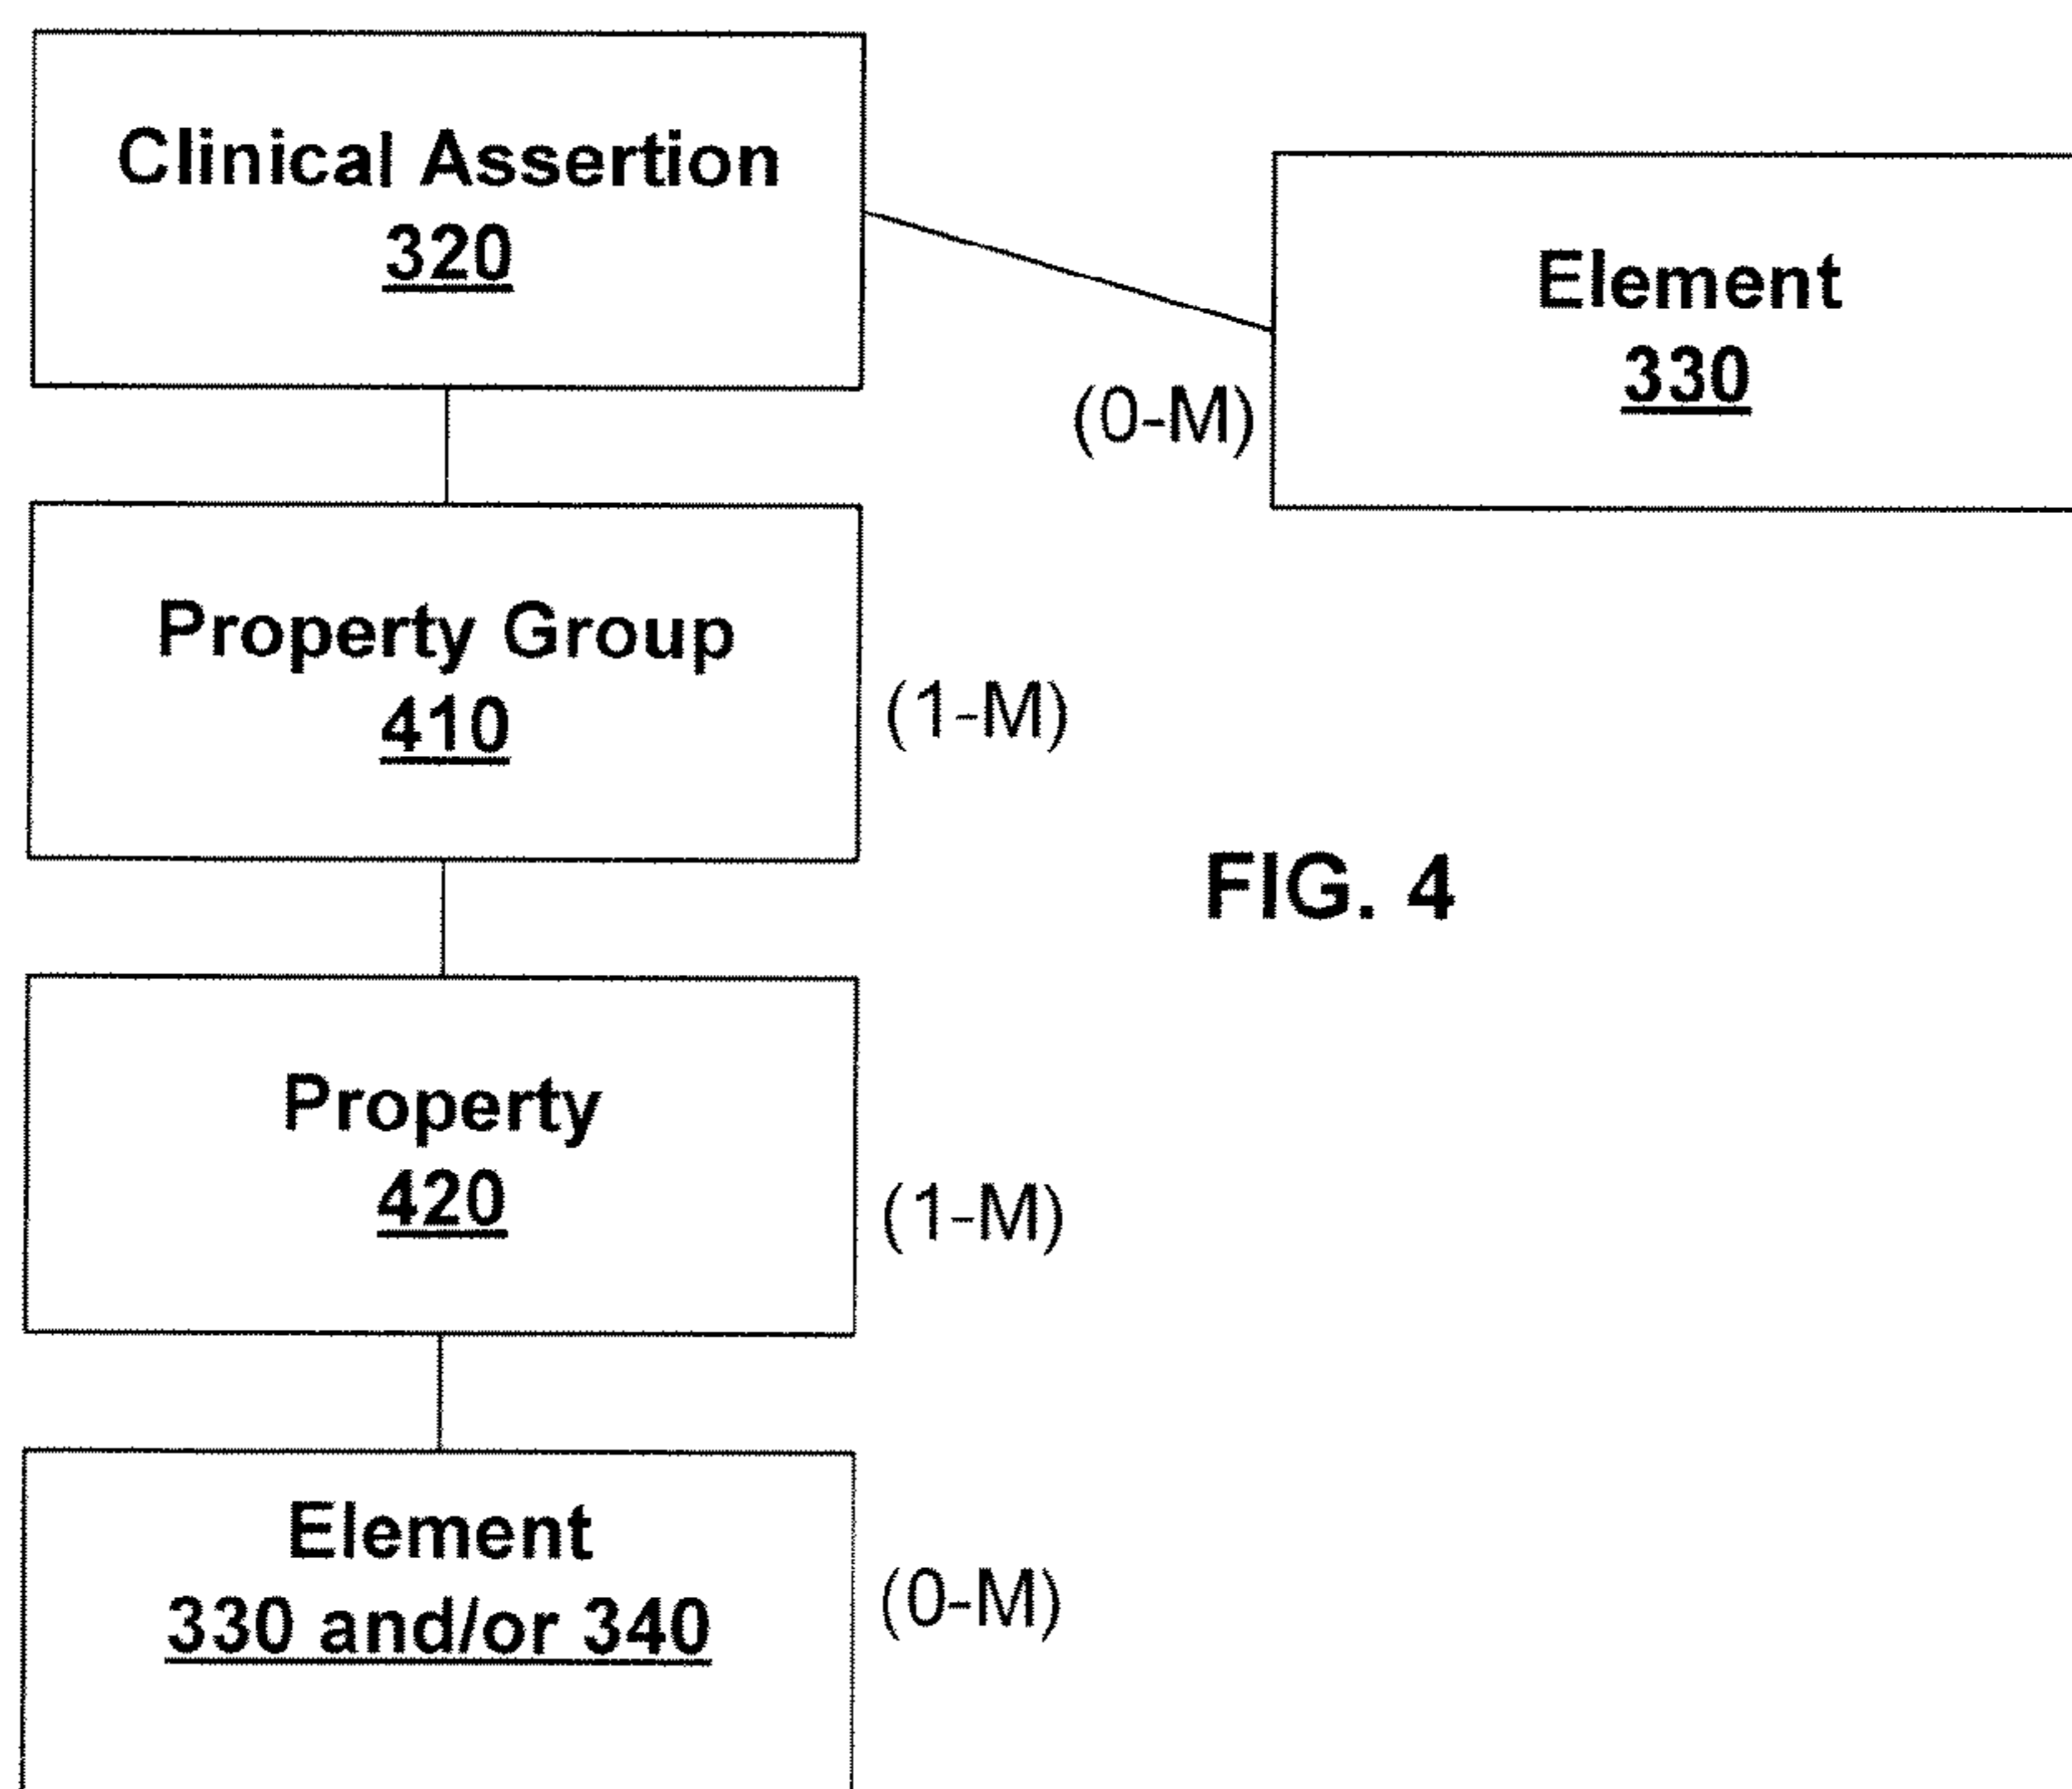 Clinical Assertion
320
Element
330
(0-M)
Property Group
410
(1-M)
FIG. 4
Property
420
(1-M)
Element
330 and/or 340
(0-M)